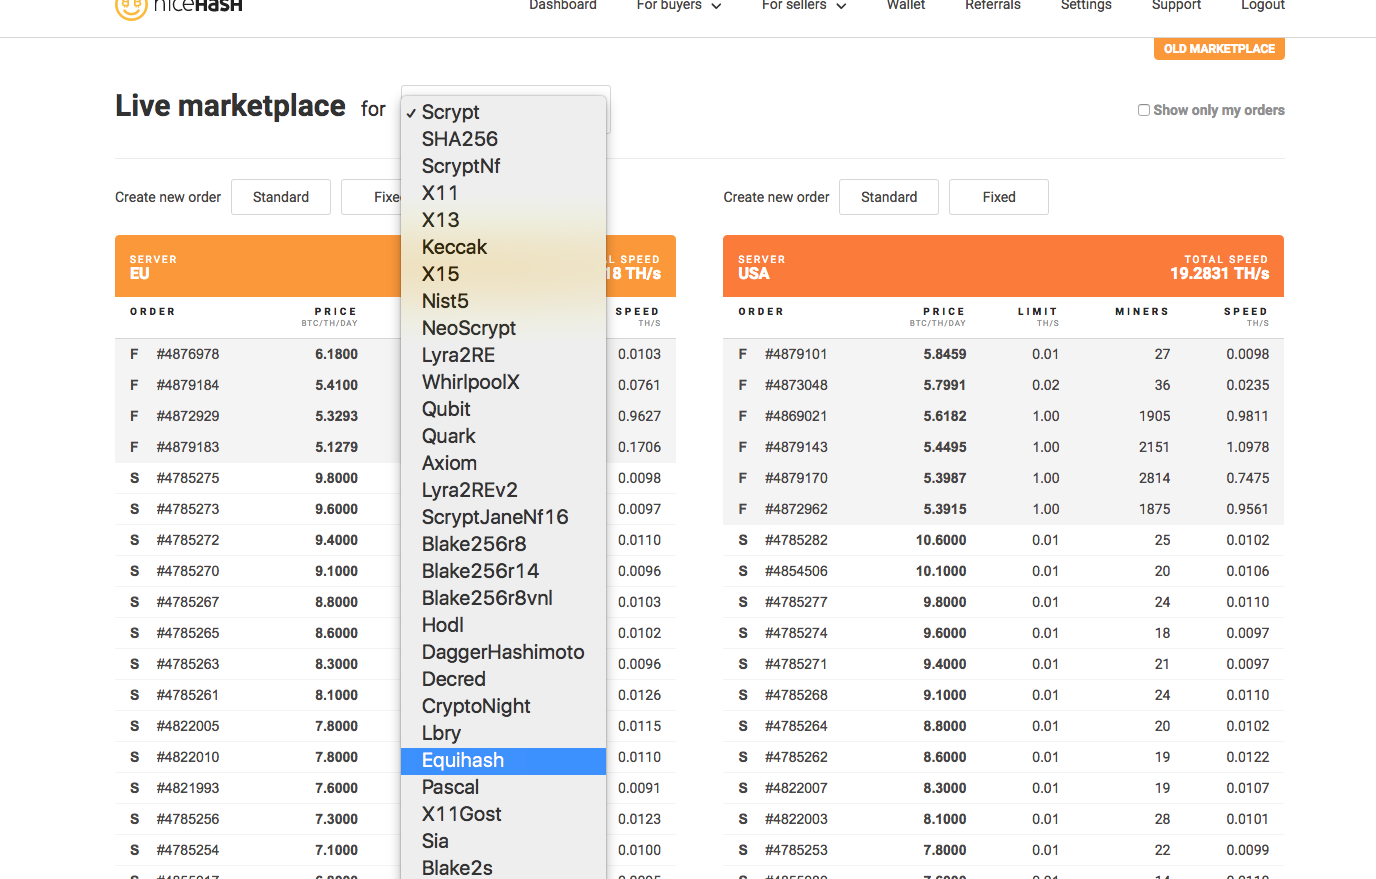 niceHASH
Dashboard For buyers For sellers Wallet Referrals Settings Support Logout
OLD MARKETPLACE
Live marketplace for
Show only my orders
✓ Scrypt
SHA256
ScryptNf
X11
X13
Keccak
X15
Nist5
NeoScrypt
Lyra2RE
WhirlpoolX
Qubit
Quark
Axiom
Lyra2REv2
ScryptJaneNf16
Blake256r8
Blake256r14
Blake256r8vnl
Hodl
DaggerHashimoto
Decred
CryptoNight
Lbry
Equihash
Pascal
X11Gost
Sia
Blake2s
Create new order Standard
SERVER
EU
18 TH/s
ORDER PRICE SPEED
BTC/TH/DAY TH/S
F #4876978 6.1800 0.0103
F #4879184 5.4100 0.0761
F #4872929 5.3293 0.9627
F #4879183 5.1279 0.1706
S #4785275 9.8000 0.0098
S #4785273 9.6000 0.0097
S #4785272 9.4000 0.0110
S #4785270 9.1000 0.0096
S #4785267 8.8000 0.0103
S #4785265 8.6000 0.0102
S #4785263 8.3000 0.0096
S #4785261 8.1000 0.0126
S #4822005 7.8000 0.0115
S #4822010 7.8000 0.0110
S #4821993 7.6000 0.0091
S #4785256 7.3000 0.0123
S #4785254 7.1000 0.0100
Create new order Standard Fixed
SERVER TOTAL SPEED
USA 19.2831 TH/s
ORDER PRICE LIMIT MINERS SPEED
BTC/TH/DAY TH/S TH/S
F #4879101 5.8459 0.01 27 0.0098
F #4873048 5.7991 0.02 36 0.0235
F #4869021 5.6182 1.00 1905 0.9811
F #4879143 5.4495 1.00 2151 1.0978
F #4879170 5.3987 1.00 2814 0.7475
F #4872962 5.3915 1.00 1875 0.9561
S #4785282 10.6000 0.01 25 0.0102
S #4854506 10.1000 0.01 20 0.0106
S #4785277 9.8000 0.01 24 0.0110
S #4785274 9.6000 0.01 18 0.0097
S #4785271 9.4000 0.01 21 0.0097
S #4785268 9.1000 0.01 24 0.0110
S #4785264 8.8000 0.01 20 0.0102
S #4785262 8.6000 0.01 19 0.0122
S #4822007 8.3000 0.01 19 0.0107
S #4822003 8.1000 0.01 28 0.0101
S #4785253 7.8000 0.01 22 0.0099